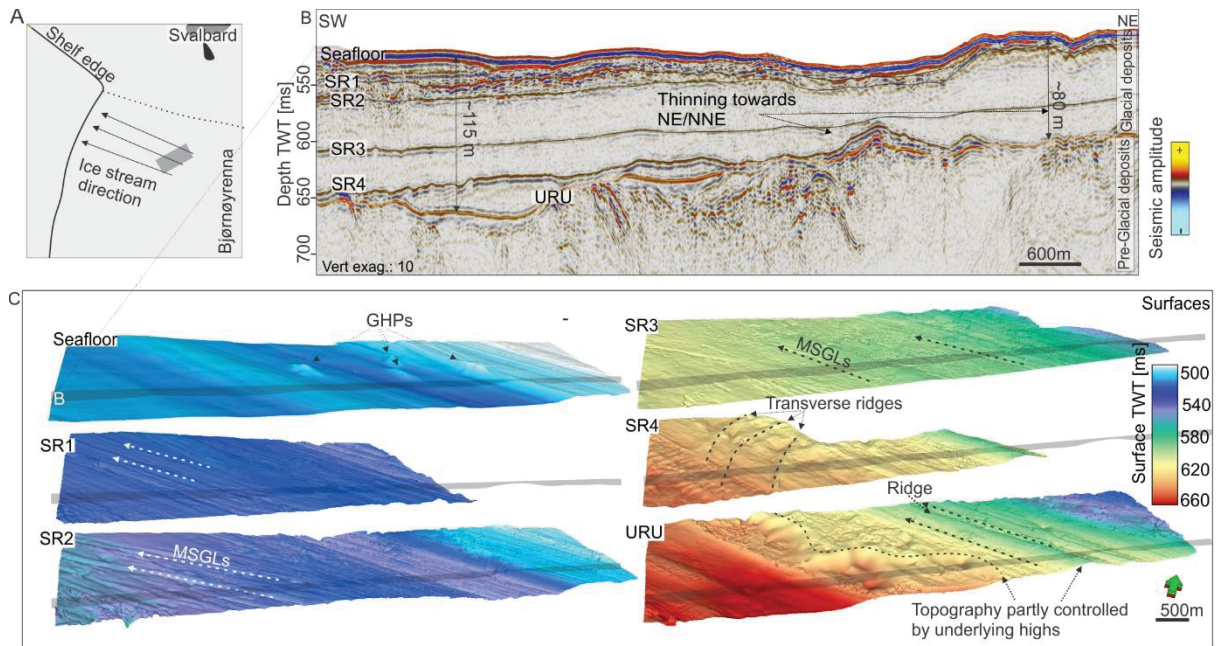 A
Shelf edge
Svalbard
Ice stream
direction
Bjørnøyrenna
B
SW
NE
Seafloor
SR1
SR2
SR3
SR4
URU
550
600
650
700
Depth TWT [ms]
~115 m
Thinning towards
NE/NNE
~80 m
Glacial deposits
Pre-Glacial deposits
Vert exag.: 10
600m
+
-
Seismic amplitude
C
Seafloor
GHPs
-
B
SR1
SR2
MSGLs
Surfaces
SR3
MSGLs
Transverse ridges
SR4
Ridge
URU
Topography partly controlled
by underlying highs
500
540
580
620
660
Surface TWT [ms]
500m